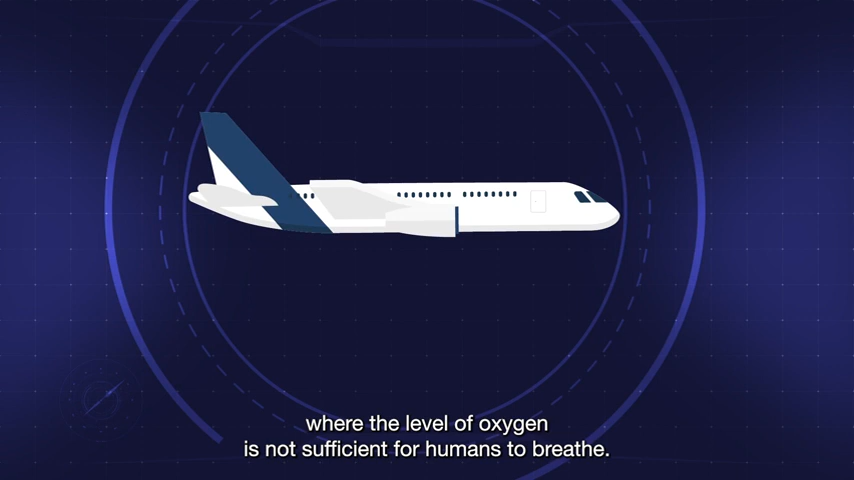 where the level of oxygen
is not sufficient for humans to breathe.